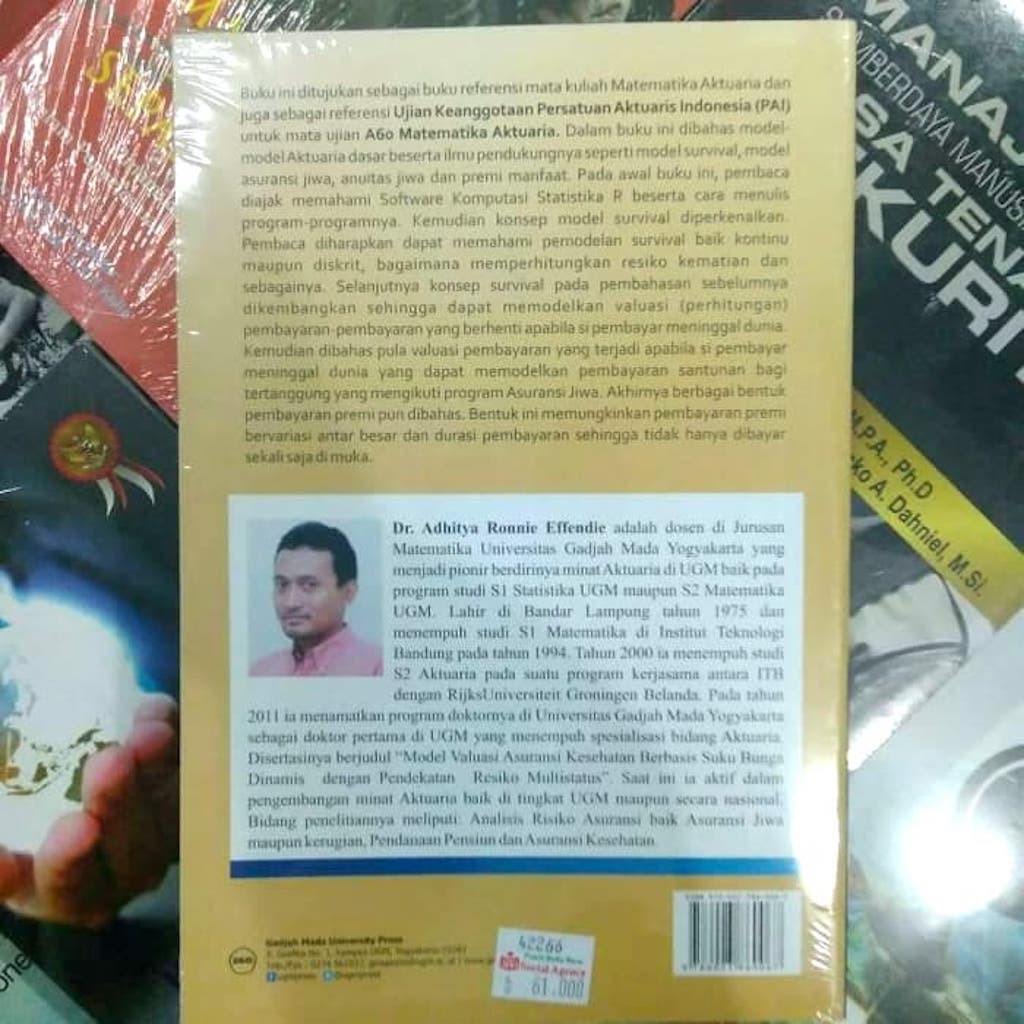 Buku ini ditujukan sebagai buku referensi mata kuliah Matematika Aktuaria dan
juga sebagai referensi Ujian Keanggotaan Persatuan Aktuaris Indonesia (PAI)
untuk mata ujian A60 Matematika Aktuaria. Dalam buku ini dibahas model-
model Aktuaria dasar beserta ilmu pendukungnya seperti model survival, model
asuransi jiwa, anuitas jiwa dan premi manfaat. Pada awal buku ini, pembaca
diajak memahami Software Komputasi Statistika R beserta cara menulis
program-programnya. Kemudian konsep model survival diperkenalkan.
Pembaca diharapkan dapat memahami pemodelan survival baik kontinu
maupun diskrit, bagaimana memperhitungkan resiko kematian dan
sebagainya. Selanjutnya konsep survival pada pembahasan sebelumnya
dikembangkan sehingga dapat memodelkan valuasi (perhitungan)
pembayaran-pembayaran yang berhenti apabila si pembayar meninggal dunia.
Kemudian dibahas pula valuasi pembayaran yang terjadi apabila si pembayar
meninggal dunia yang dapat memodelkan pembayaran santunan bagi
tertanggung yang mengikuti program Asuransi Jiwa. Akhirnya berbagai bentuk
pembayaran premi pun dibahas. Bentuk ini memungkinkan pembayaran premi
bervariasi antar besar dan durasi pembayaran sehingga tidak hanya dibayar
sekali saja di muka.
Dr. Adhitya Ronnie Effendie adalah dosen di Jurusan
Matematika Universitas Gadjah Mada Yogyakarta yang
menjadi pionir berdirinya minat Aktuaria di UGM baik pada
program studi S1 Statistika UGM maupun S2 Matematika
UGM. Lahir di Bandar Lampung tahun 1975 dan
menempuh studi S1 Matematika di Institut Teknologi
Bandung pada tahun 1994. Tahun 2000 ia menempuh studi
S2 Aktuaria pada suatu program kerjasama antara ITB
dengan RijksUniversiteit Groningen Belanda. Pada tahun
2011 ia menamatkan program doktornya di Universitas Gadjah Mada Yogyakarta
sebagai doktor pertama di UGM yang menempuh spesialisasi bidang Aktuaria.
Disertasinya berjudul "Model Valuasi Asuransi Kesehatan Berbasis Suku Bunga
Dinamis dengan Pendekatan Resiko Multistatus". Saat ini ia aktif dalam
pengembangan minat Aktuaria baik di tingkat UGM maupun secara nasional.
Bidang penelitiannya meliputi: Analisis Risiko Asuransi baik Asuransi Jiwa
maupun kerugian, Pendanaan Pensiun dan Asuransi Kesehatan.
Gadjah Mada University Press
42266
Social Agency
61.000
MANAJ
SUMBERDAYA MANUS
SA TENA
EKURI
M.P.A., Ph.D
ko A. Dahniel, M.Si.